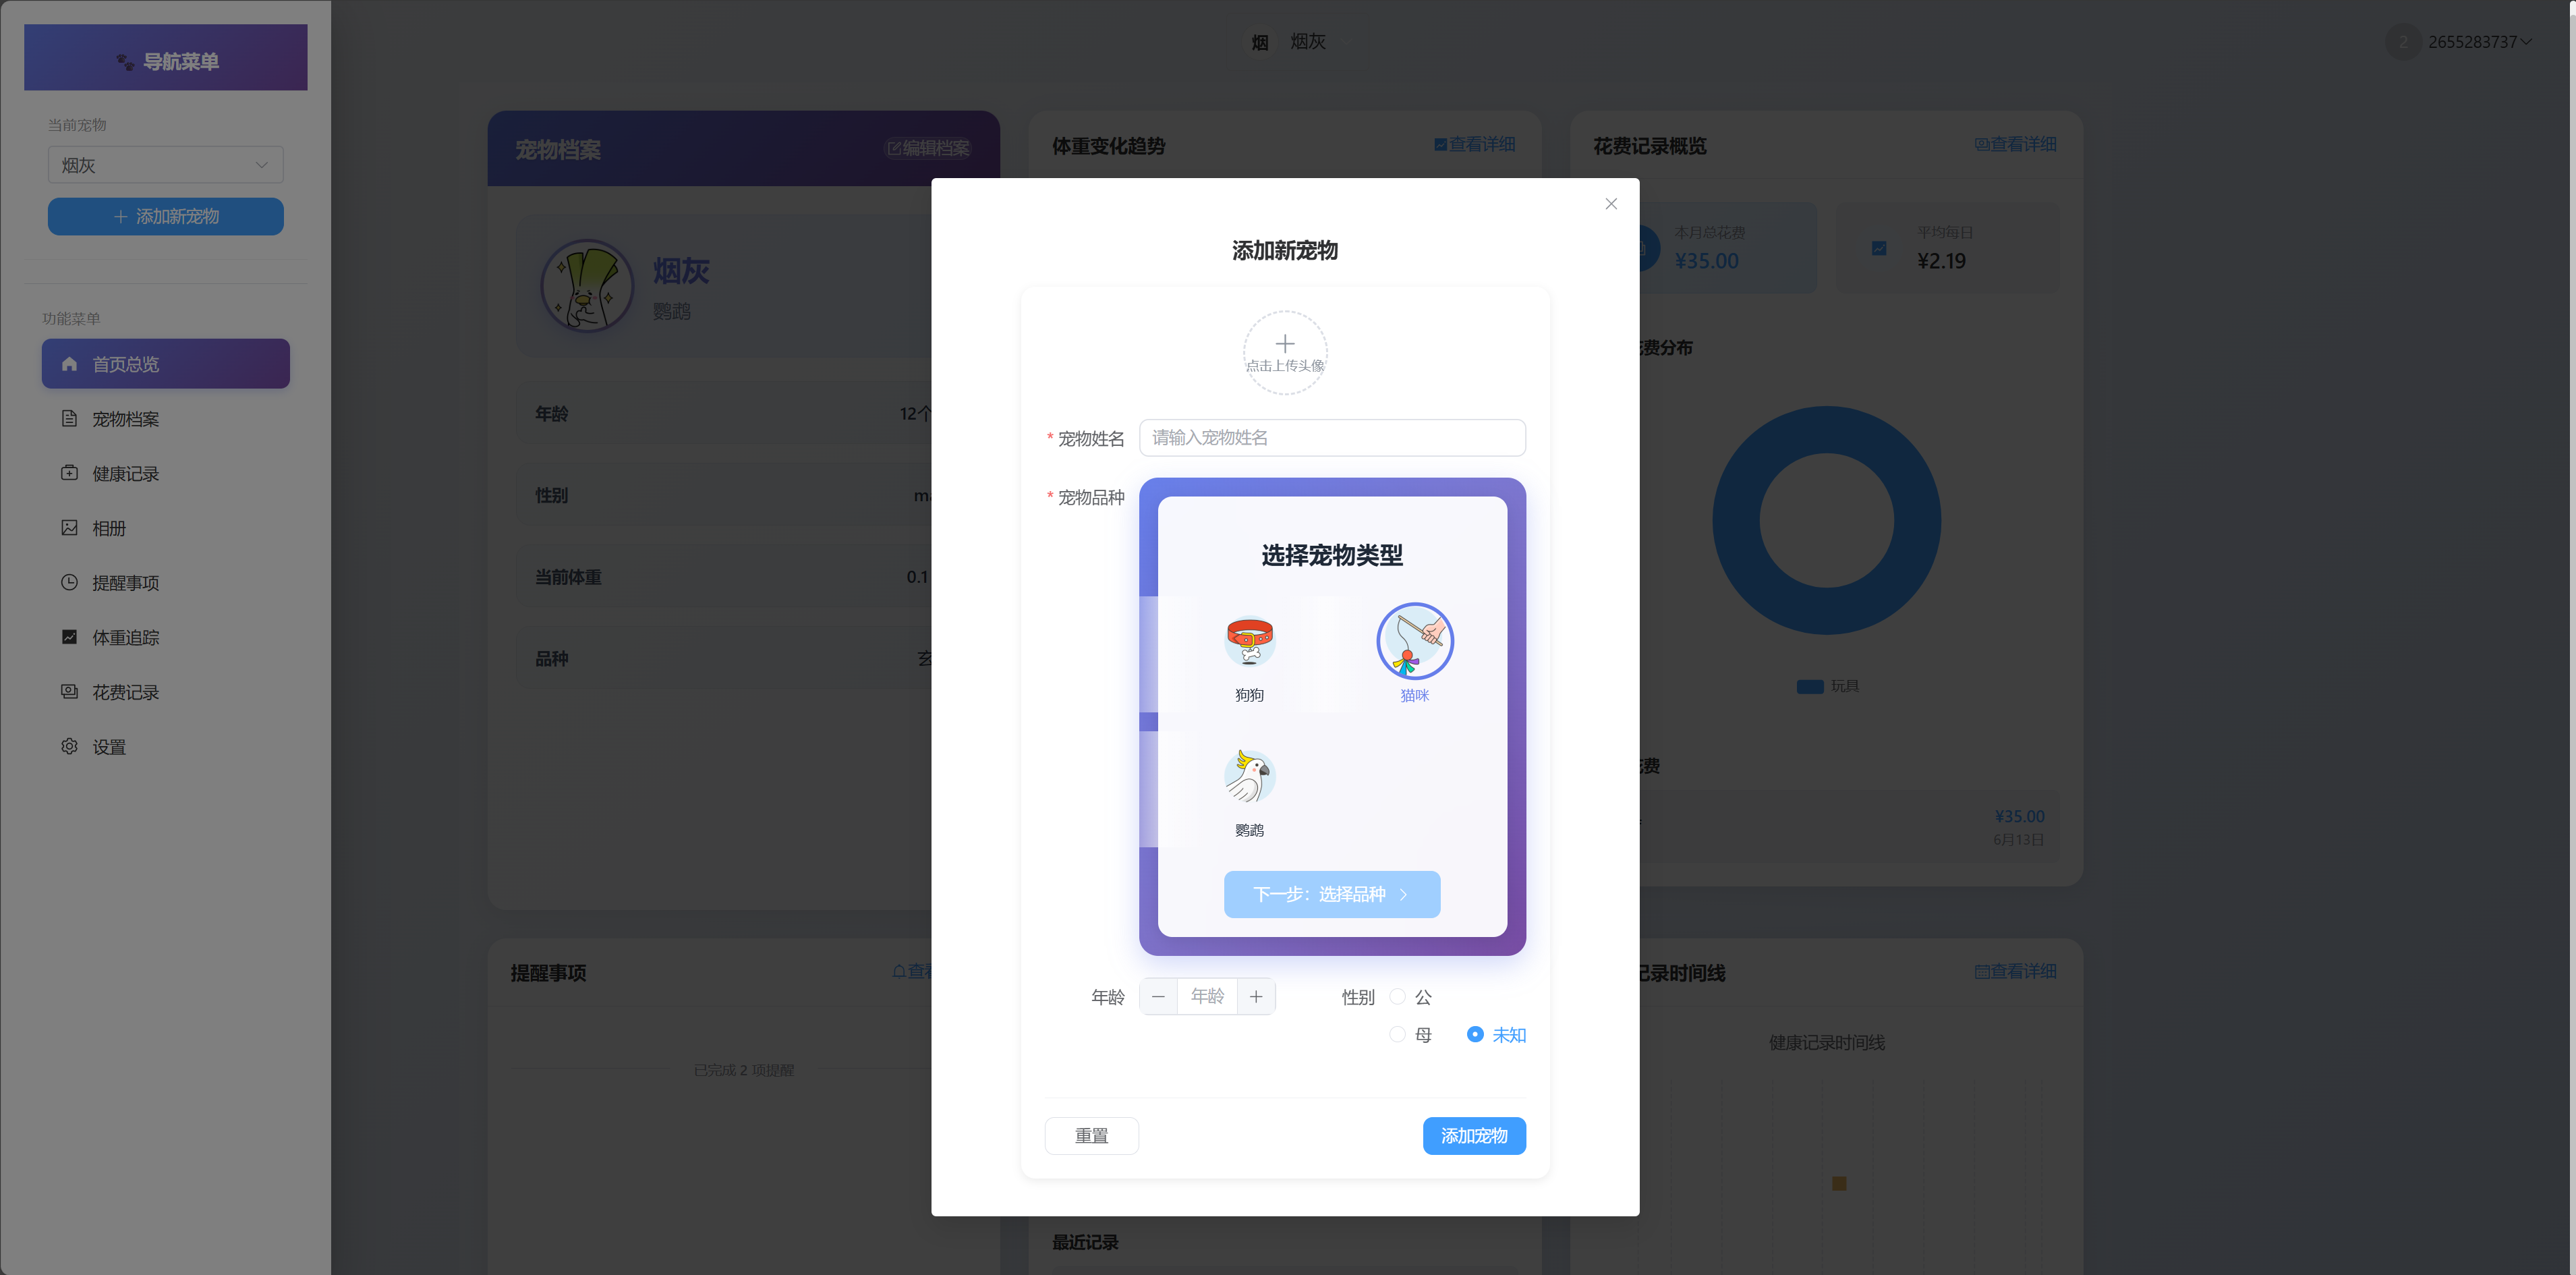 导航菜单
当前宠物
烟灰
添加新宠物
功能菜单
首页总览
宠物档案
健康记录
相册
提醒事项
体重追踪
花费记录
设置
烟 烟灰
2 2655283737
宠物档案 编辑档案
烟灰
鹦鹉
年龄 12个
性别
当前体重 0.1
品种 玄
体重变化趋势 查看详细
花费记录概览 查看详细
本月总花费
¥35.00
平均每日
¥2.19
费分布
玩具
费
¥35.00
6月13日
添加新宠物
点击上传头像
* 宠物姓名 请输入宠物姓名
* 宠物品种
选择宠物类型
狗狗 猫咪
鹦鹉
下一步：选择品种
年龄 年龄 性别 公
母 未知
重置 添加宠物
提醒事项
已完成 2 项提醒
最近记录
记录时间线 查看详细
健康记录时间线